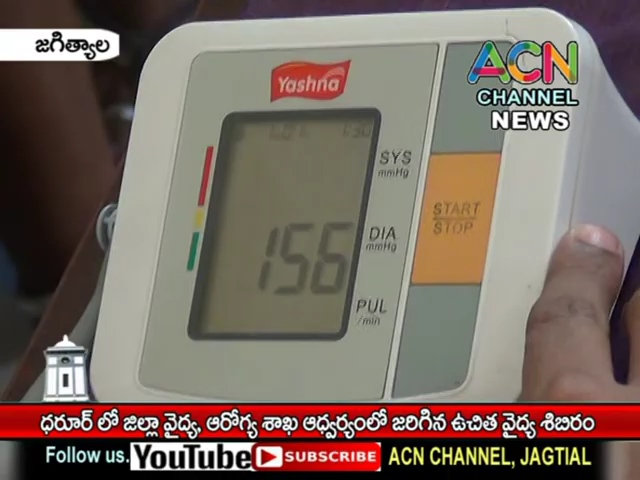 జగిత్యాల
ACN
CHANNEL
NEWS
Yashna
SYS
mmHg
DIA
mmHg
PUL
/min
156
START
STOP
ధరూర్ లో జిల్లా వైద్య, ఆరోగ్య శాఖ ఆధ్వర్యంలో జరిగిన ఉచిత వైద్య శిబిరం
Follow us. YouTube SUBSCRIBE ACN CHANNEL, JAGTIAL